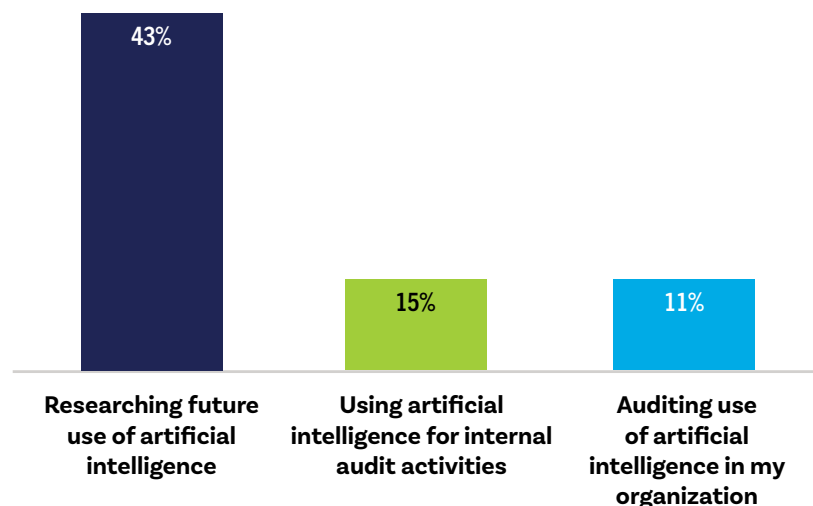 43%
15%
11%
Researching future
use of artificial
intelligence
Using artificial
intelligence for internal
audit activities
Auditing use
of artificial
intelligence in my
organization